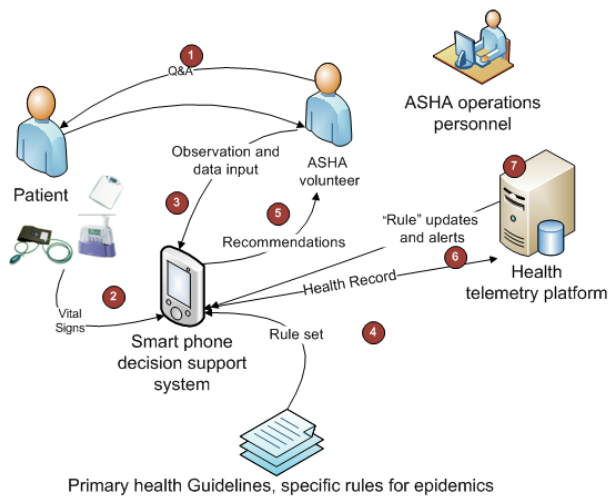 1
Q&A
ASHA operations
personnel
Patient
Observation and
data input
ASHA
volunteer
3
5
7
"Rule" updates
and alerts
Recommendations
6
Health Record
Health
telemetry platform
2
Vital
Signs
Smart phone
decision support
system
Rule set
4
Primary health Guidelines, specific rules for epidemics